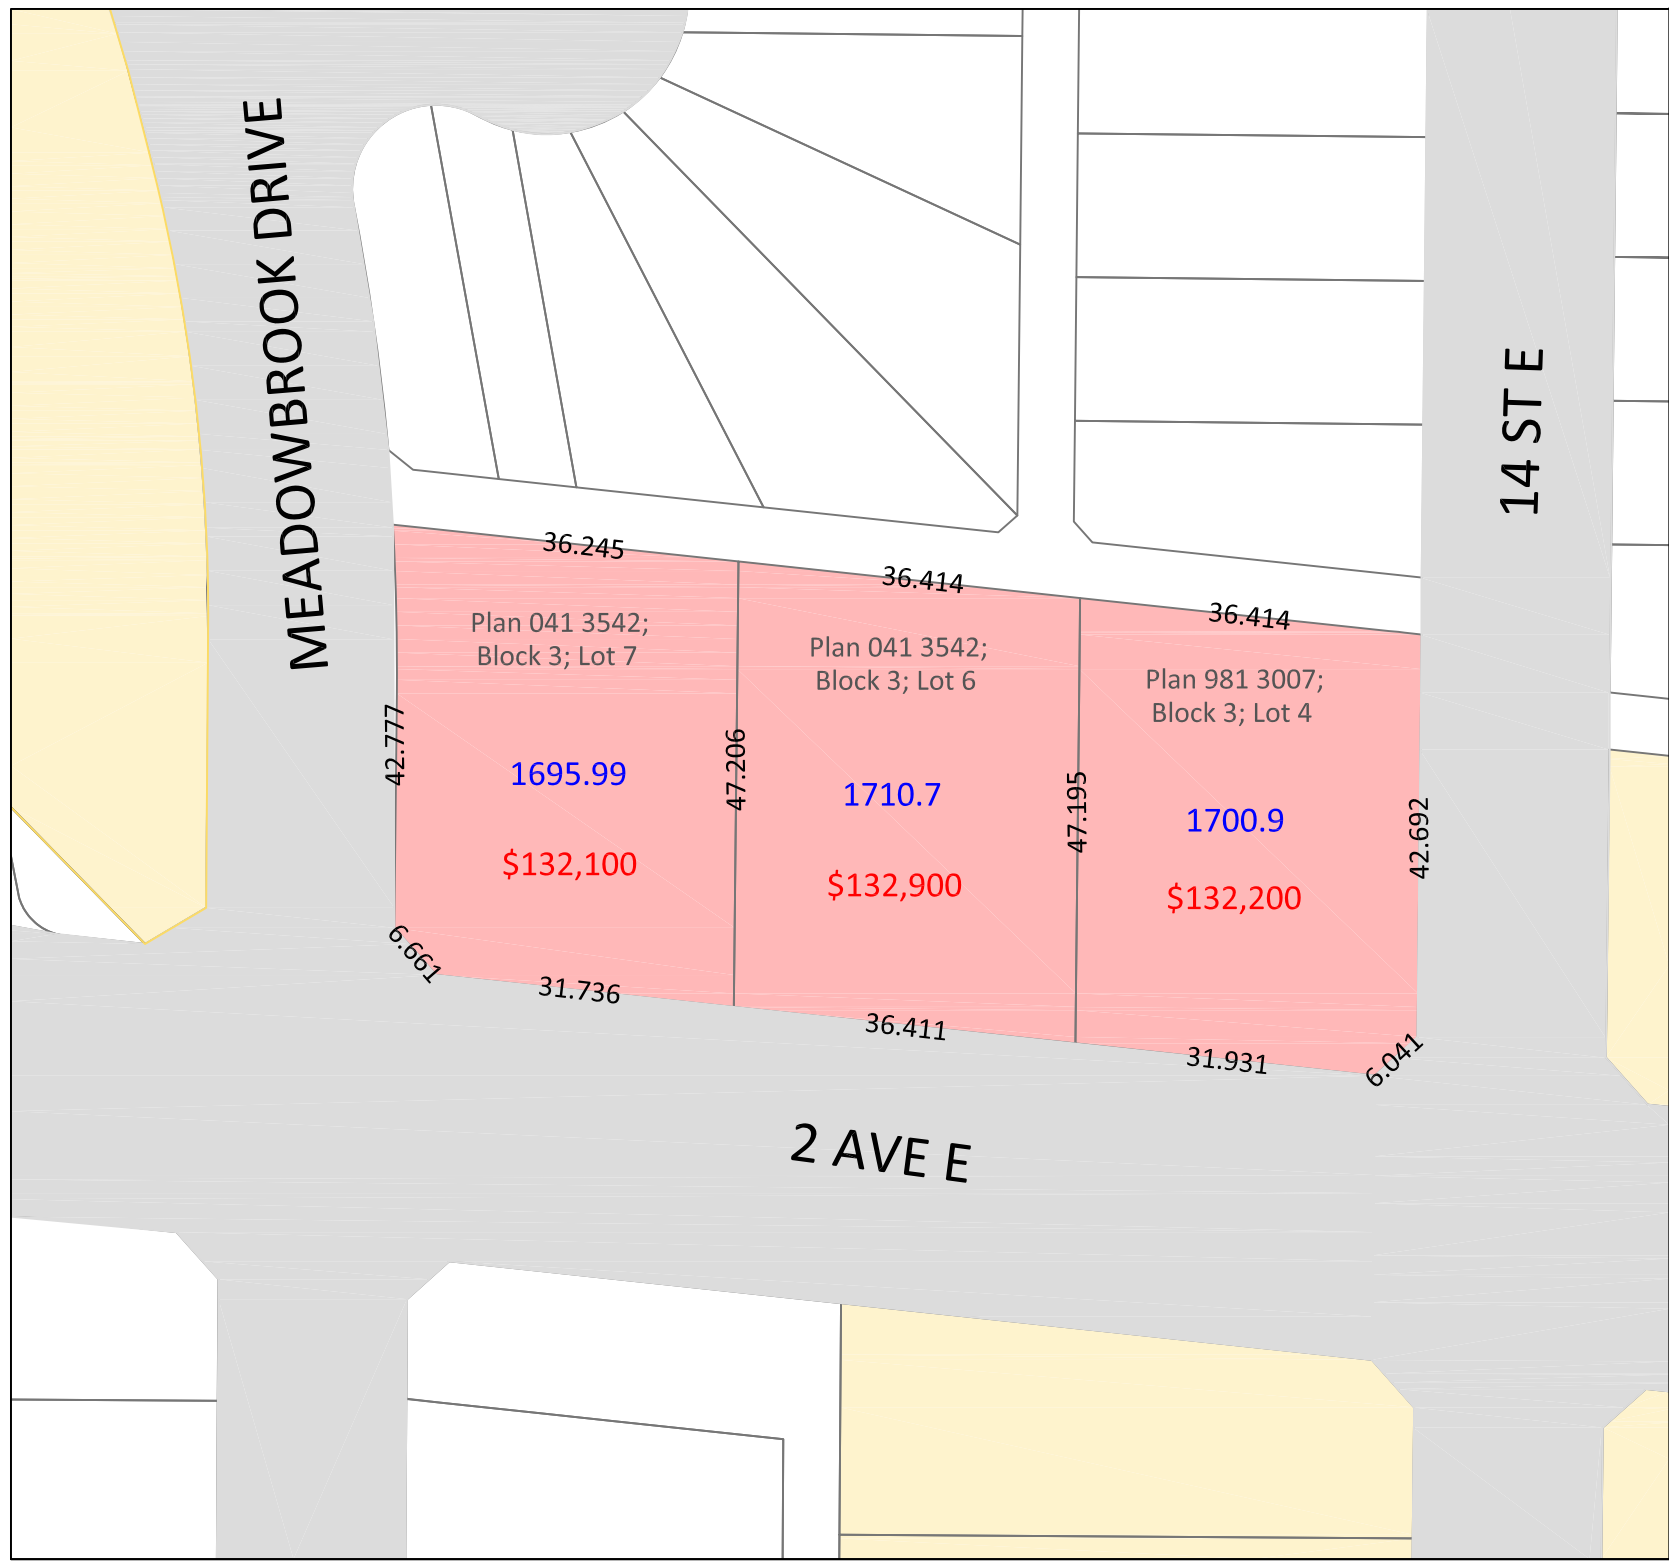 MEADOWBROOK DRIVE
14 ST E
36.245
36.414
36.414
Plan 041 3542;
Block 3; Lot 7
Plan 041 3542;
Block 3; Lot 6
Plan 981 3007;
Block 3; Lot 4
42.777
1695.99
47.206
1710.7
47.195
1700.9
42.692
$132,100
$132,900
$132,200
6.661
31.736
36.411
31.931
6.041
2 AVE E